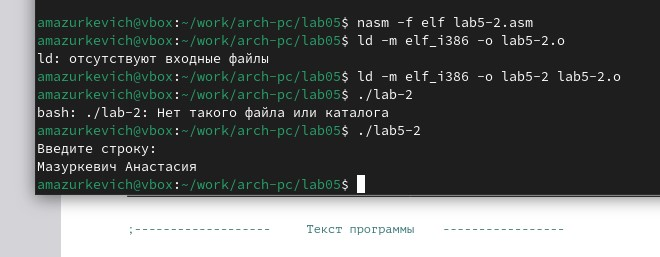 amazurkevich@vbox:~/work/arch-pc/lab05$ nasm -f elf lab5-2.asm
amazurkevich@vbox:~/work/arch-pc/lab05$ ld -m elf_i386 -o lab5-2.o
ld: отсутствуют входные файлы
amazurkevich@vbox:~/work/arch-pc/lab05$ ld -m elf_i386 -o lab5-2 lab5-2.o
amazurkevich@vbox:~/work/arch-pc/lab05$ ./lab-2
bash: ./lab-2: Нет такого файла или каталога
amazurkevich@vbox:~/work/arch-pc/lab05$ ./lab5-2
Введите строку:
Мазуркевич Анастасия
amazurkevich@vbox:~/work/arch-pc/lab05$
;------------------- Текст программы -----------------